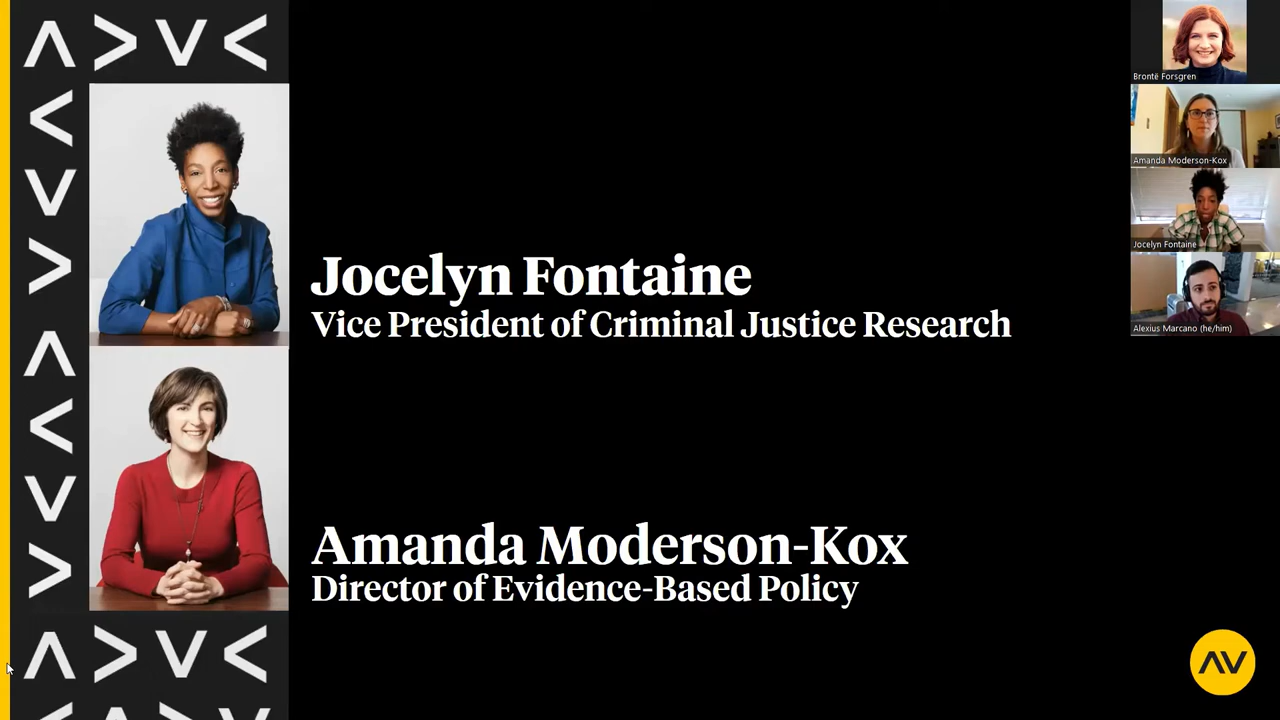 Jocelyn Fontaine
Vice President of Criminal Justice Research
Amanda Moderson-Kox
Director of Evidence-Based Policy
Brontë Forsgren
Amanda Moderson-Kox
Jocelyn Fontaine
Alexius Marcano (he/him)
AV